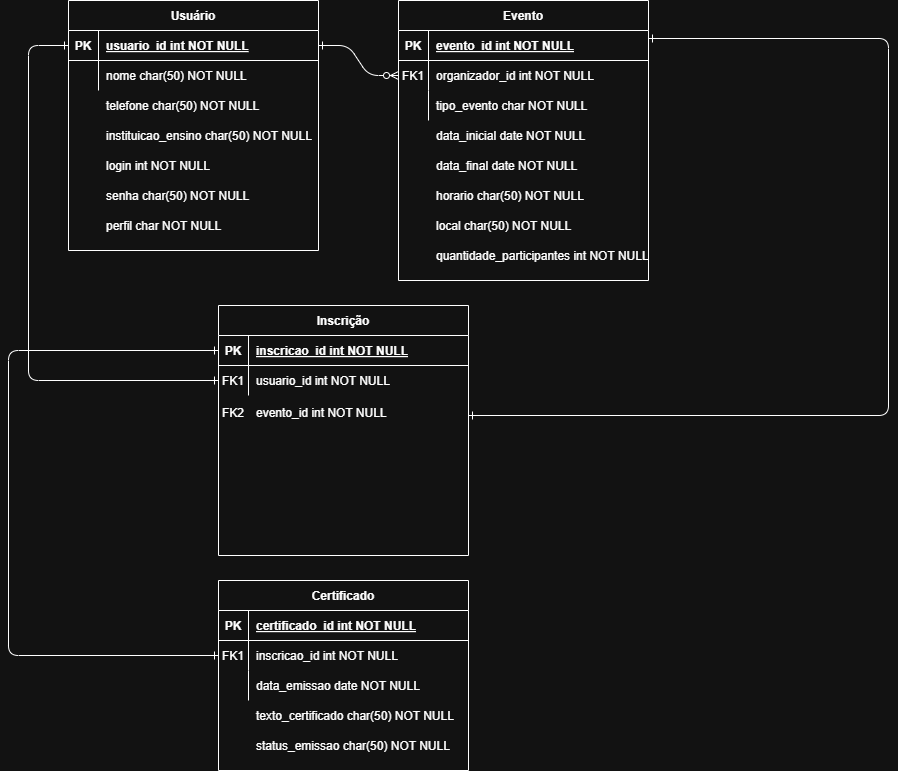 Usuário
PK usuario_id int NOT NULL
nome char(50) NOT NULL
telefone char(50) NOT NULL
instituicao_ensino char(50) NOT NULL
login int NOT NULL
senha char(50) NOT NULL
perfil char NOT NULL
Evento
PK evento_id int NOT NULL
FK1 organizador_id int NOT NULL
tipo_evento char NOT NULL
data_inicial date NOT NULL
data_final date NOT NULL
horario char(50) NOT NULL
local char(50) NOT NULL
quantidade_participantes int NOT NULL
Inscrição
PK inscricao_id int NOT NULL
FK1 usuario_id int NOT NULL
FK2 evento_id int NOT NULL
Certificado
PK certificado_id int NOT NULL
FK1 inscricao_id int NOT NULL
data_emissao date NOT NULL
texto_certificado char(50) NOT NULL
status_emissao char(50) NOT NULL